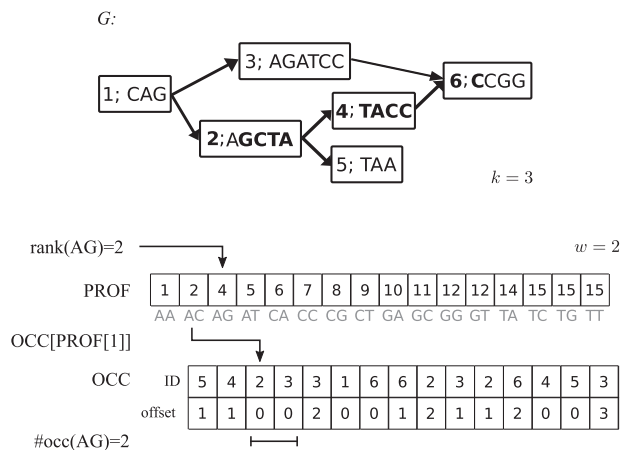 G:
3; AGATCC
6;CCGG
1; CAG
4; TACC
2;AGCTA
5; TAA
k = 3
rank(AG)=2
w = 2
PROF 1 2 4 5 6 7 8 9 10 11 12 12 14 15 15 15
AA AC AG AT CA CC CG CT GA GC GG GT TA TC TG TT
OCC[PROF[1]]
OCC ID 5 4 2 3 3 1 6 6 2 3 2 6 4 5 3
offset 1 1 0 0 2 0 0 1 2 1 1 2 0 0 3
#occ(AG)=2